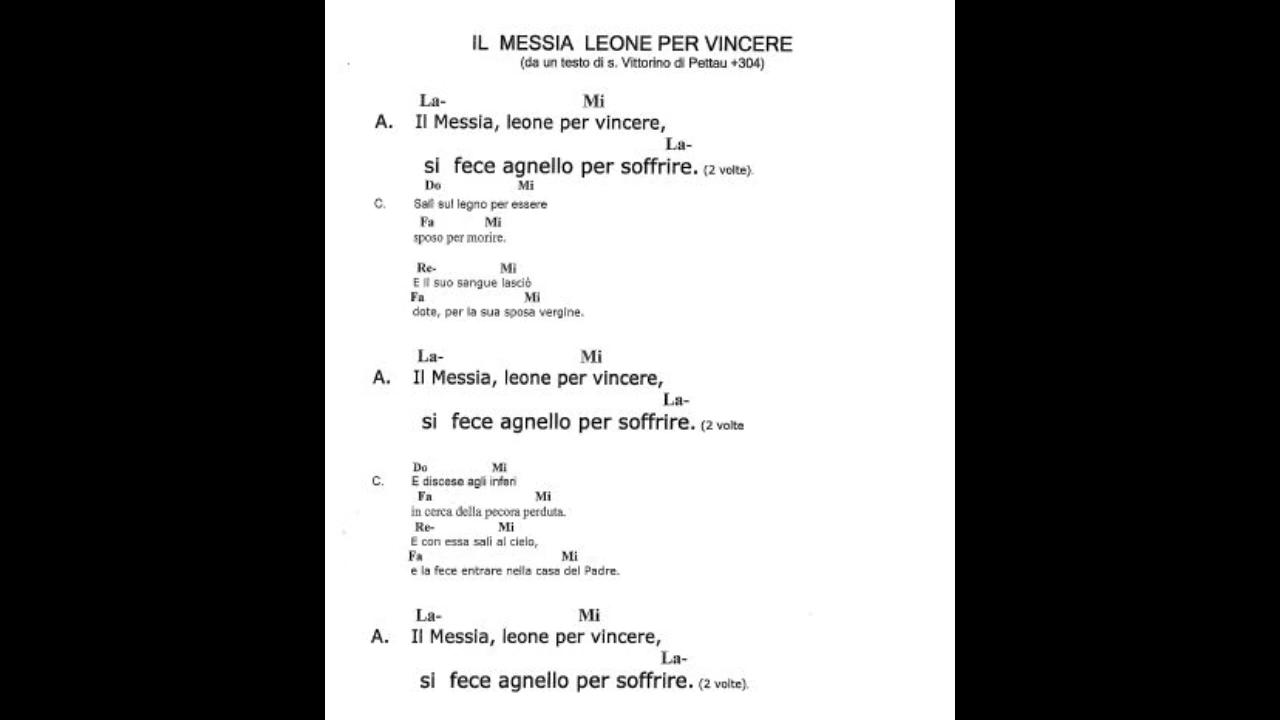 IL MESSIA LEONE PER VINCERE
(da un testo di s. Vittorino di Pettau +304)
La- Mi
A. Il Messia, leone per vincere,
La-
si fece agnello per soffrire. (2 volte).
Do Mi
C. Salì sul legno per essere
Fa Mi
sposo per morire.
Re- Mi
E il suo sangue lasciò
Fa Mi
dote, per la sua sposa vergine.
La- Mi
A. Il Messia, leone per vincere,
La-
si fece agnello per soffrire. (2 volte
Do Mi
C. E discese agli inferi
Fa Mi
in cerca della pecora perduta.
Re- Mi
E con essa salì al cielo,
Fa Mi
e la fece entrare nella casa del Padre.
La- Mi
A. Il Messia, leone per vincere,
La-
si fece agnello per soffrire. (2 volte).